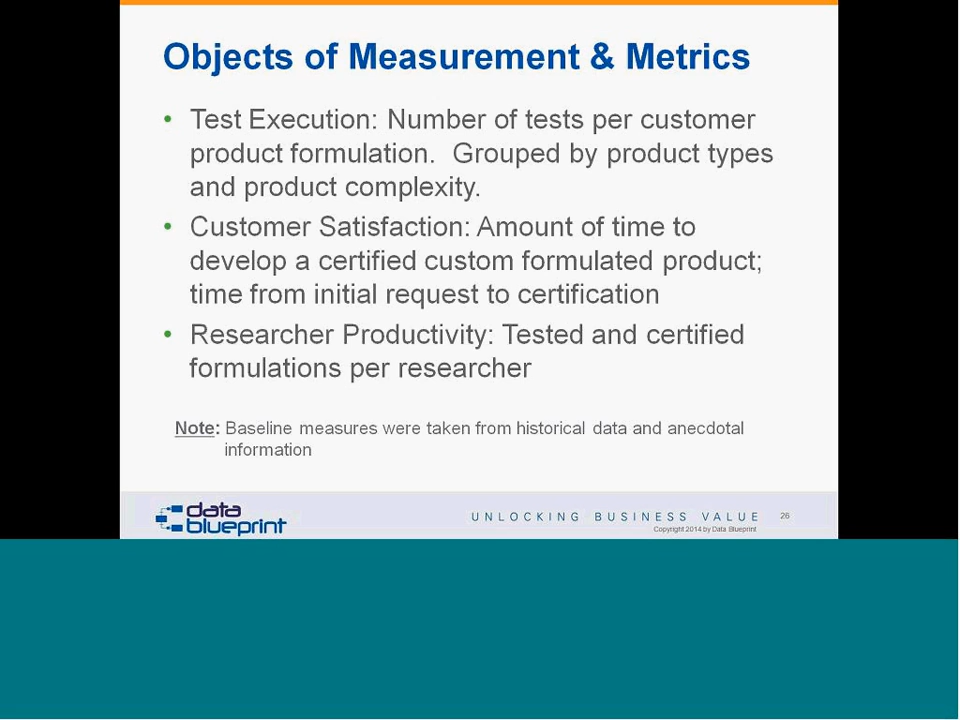 Objects of Measurement & Metrics
• Test Execution: Number of tests per customer
product formulation.  Grouped by product types
and product complexity.
• Customer Satisfaction: Amount of time to
develop a certified custom formulated product;
time from initial request to certification
• Researcher Productivity: Tested and certified
formulations per researcher
Note: Baseline measures were taken from historical data and anecdotal
information
data
blueprint
UNLOCKING BUSINESS VALUE 26
Copyright 2014 by Data Blueprint